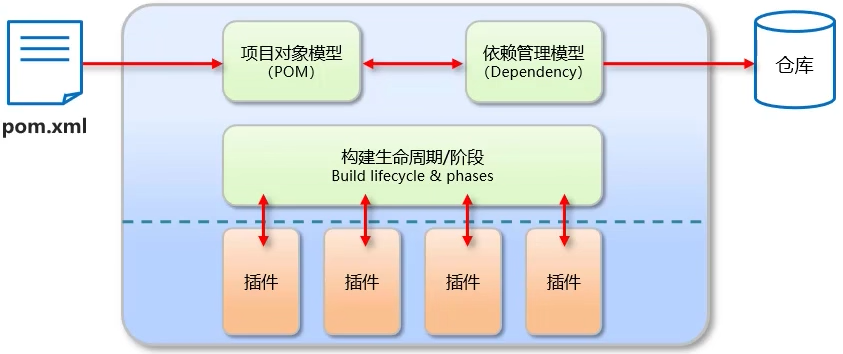 项目对象模型
（POM）
依赖管理模型
（Dependency）
仓库
pom.xml
构建生命周期/阶段
Build lifecycle & phases
插件
插件
插件
插件